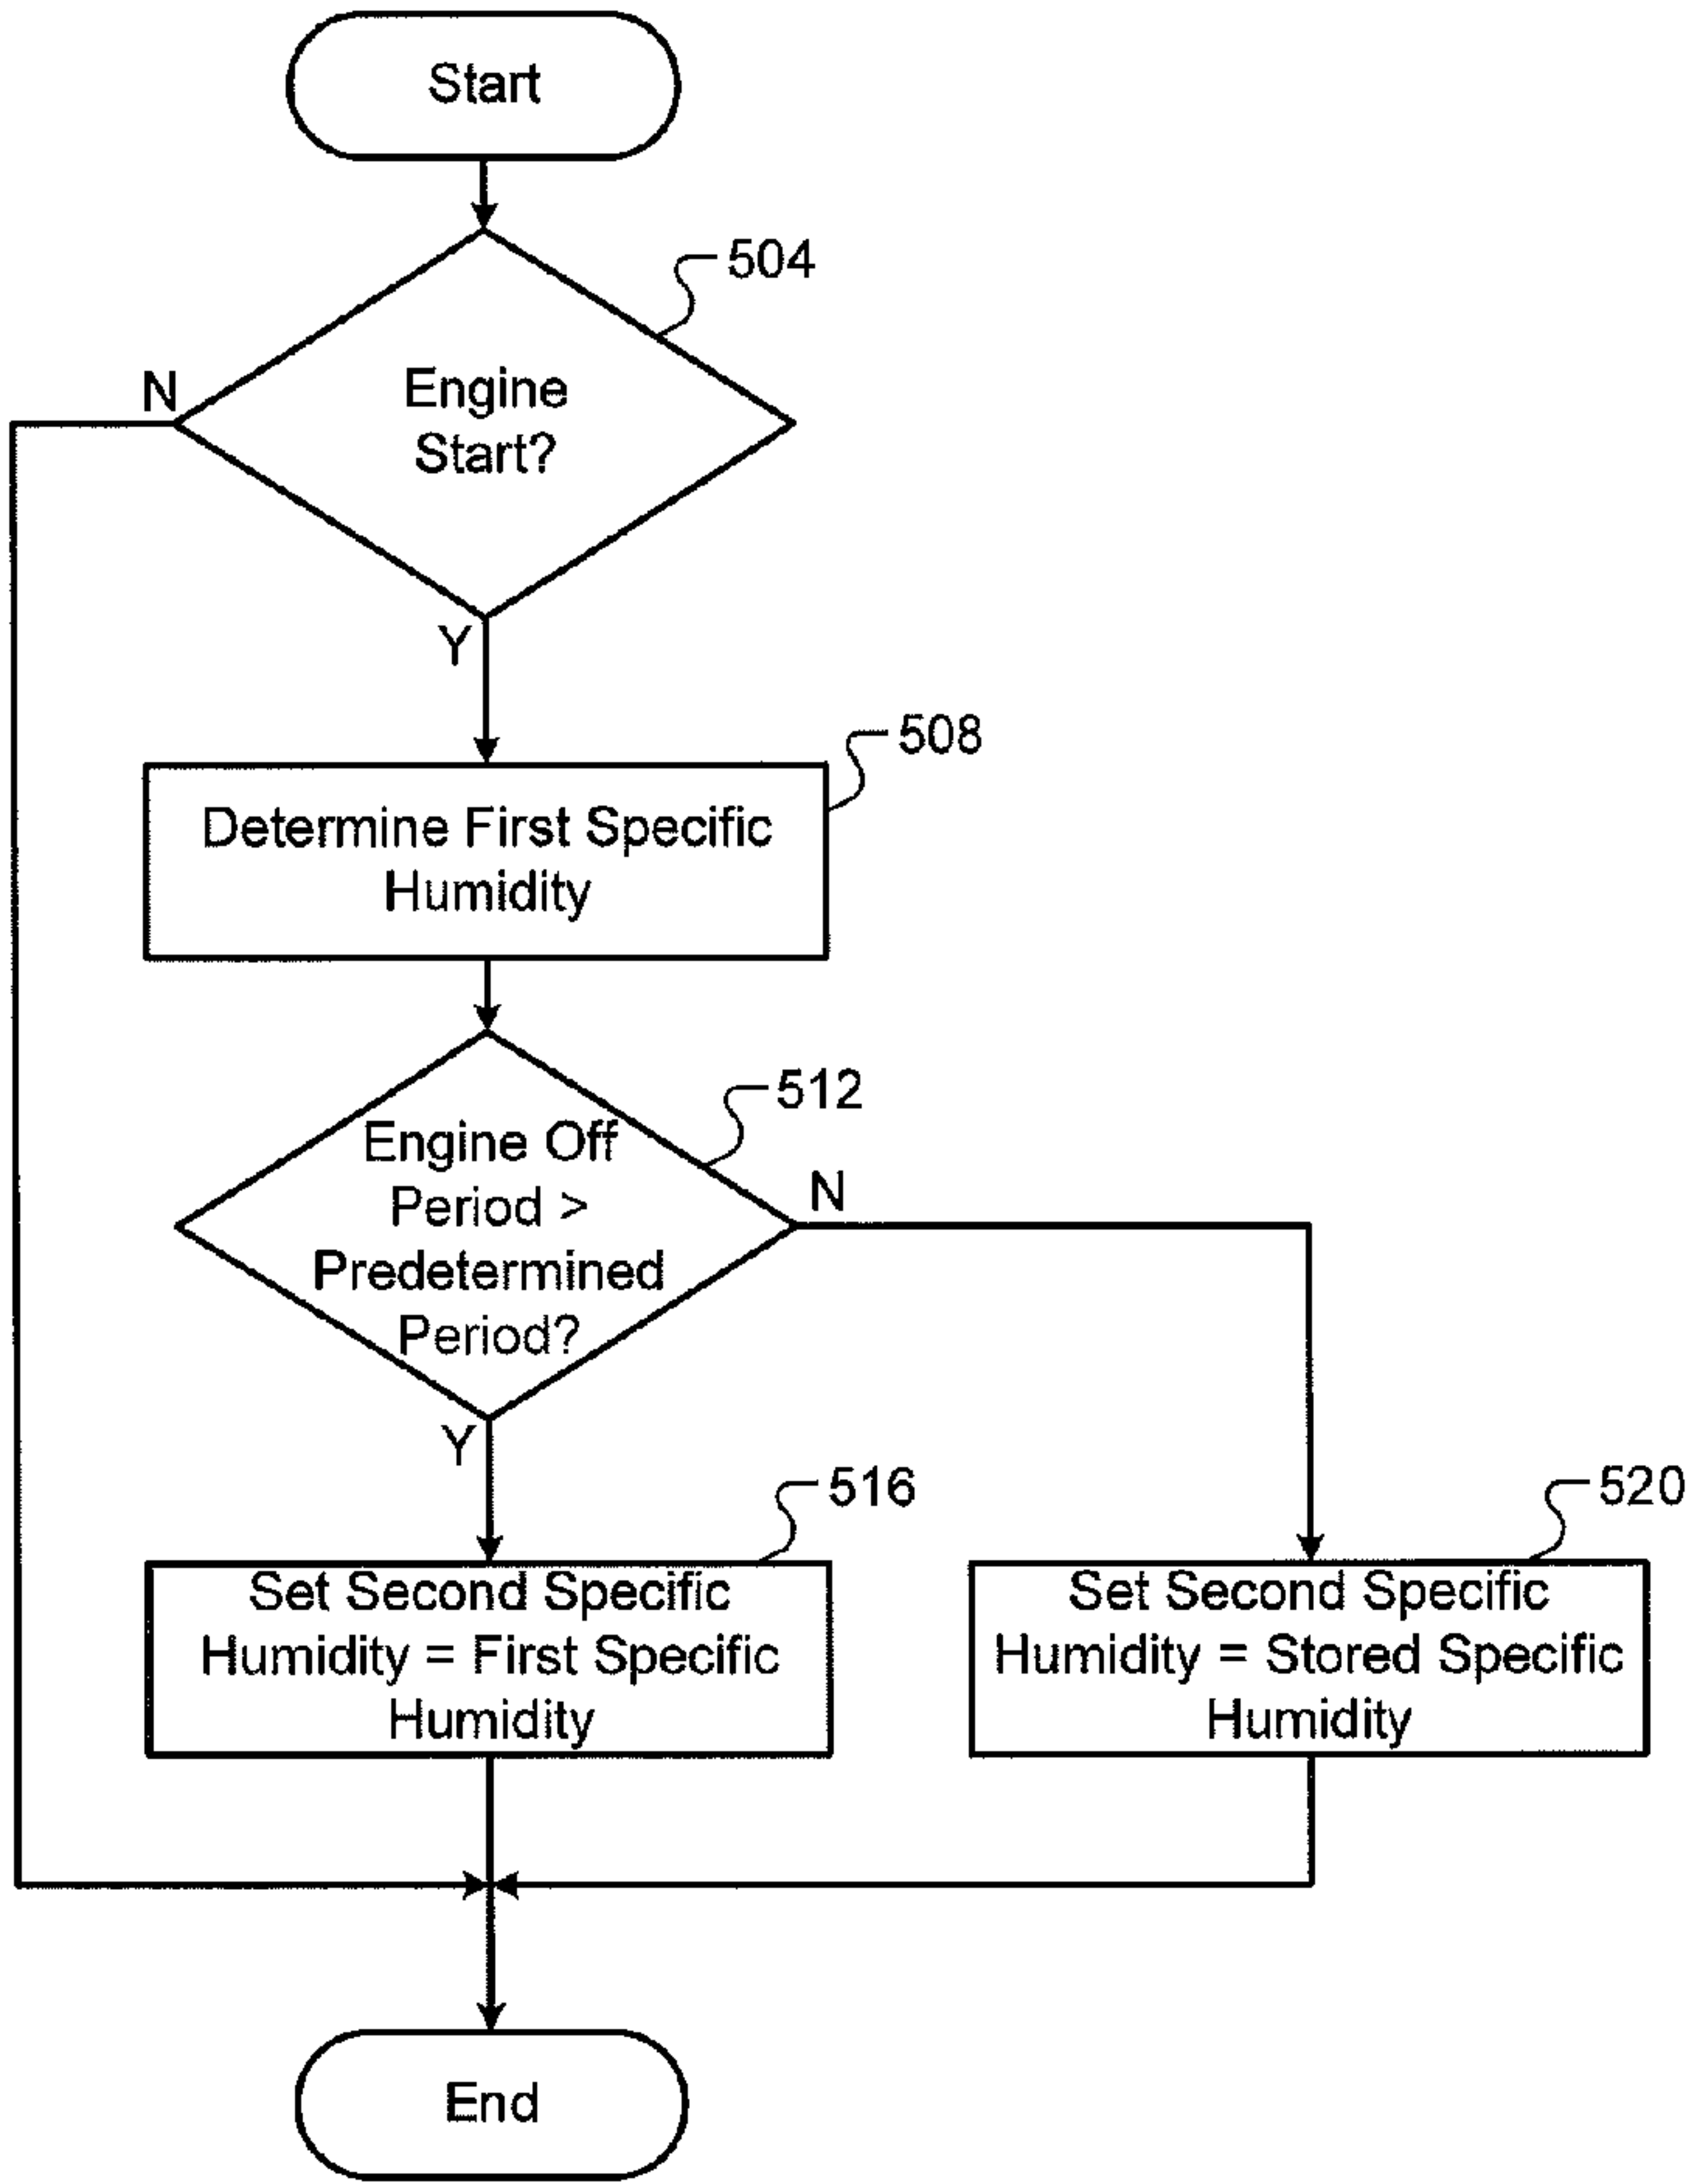 Start
504
N
Engine
Start?
Y
508
Determine First Specific
Humidity
512
Engine Off
Period >
Predetermined
Period?
N
Y
516
Set Second Specific
Humidity = First Specific
Humidity
520
Set Second Specific
Humidity = Stored Specific
Humidity
End